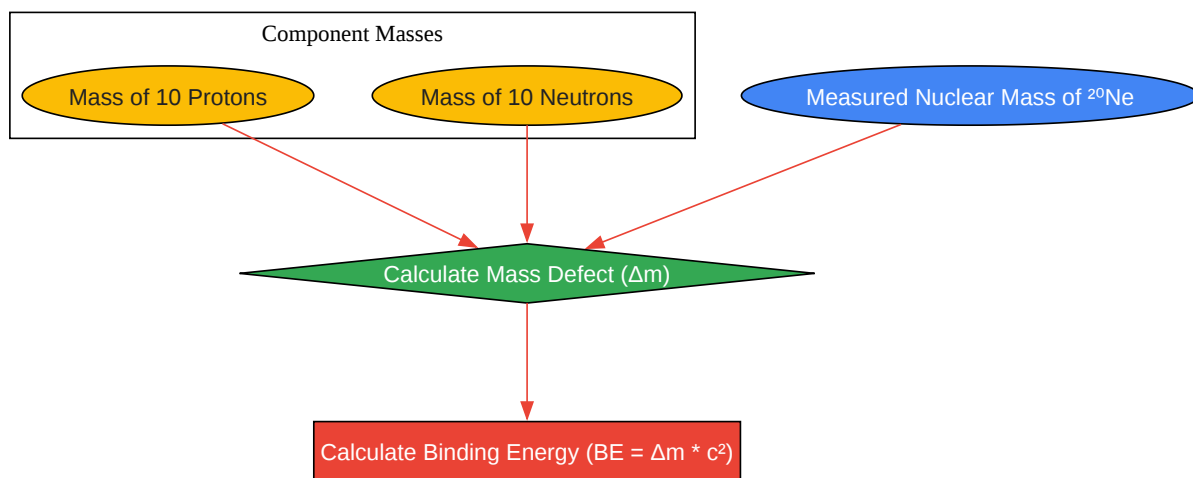 Component Masses
Mass of 10 Protons
Mass of 10 Neutrons
Measured Nuclear Mass of ²⁰Ne
Calculate Mass Defect (Δm)
Calculate Binding Energy (BE = Δm * c²)